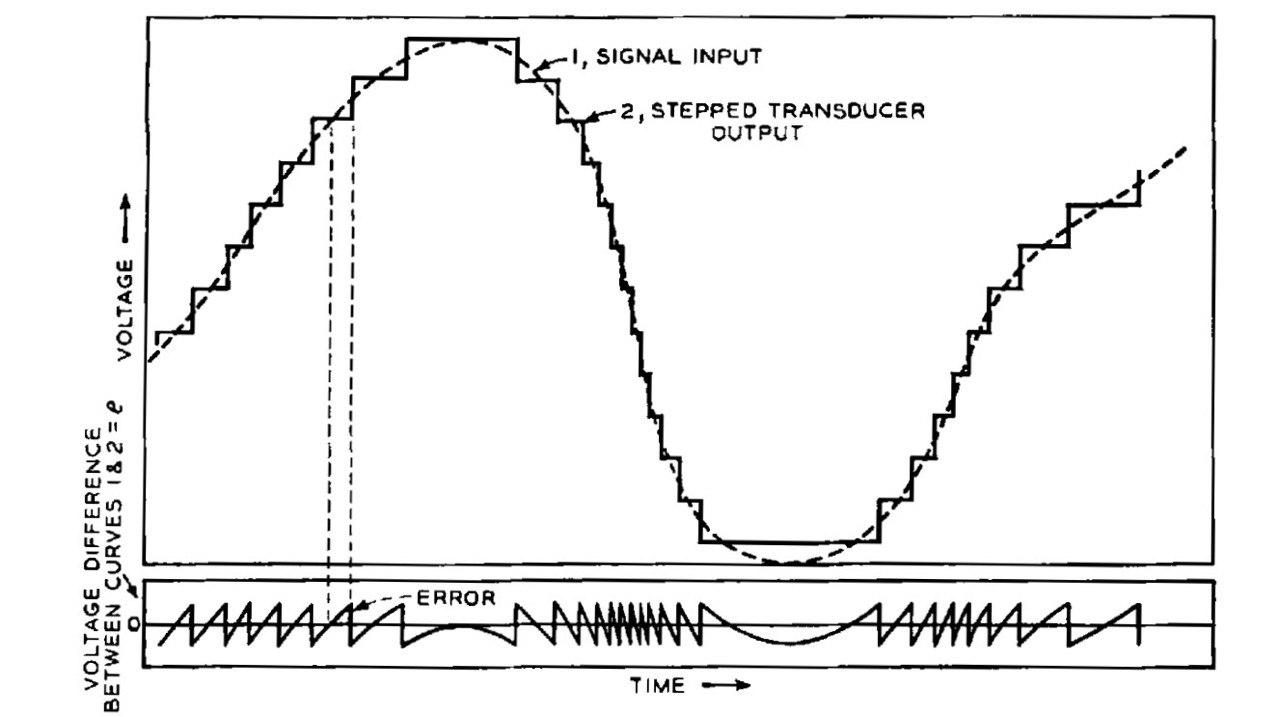 1, SIGNAL INPUT
2, STEPPED TRANSDUCER
OUTPUT
VOLTAGE
VOLTAGE DIFFERENCE
BETWEEN CURVES 1 & 2 = e
0
ERROR
TIME